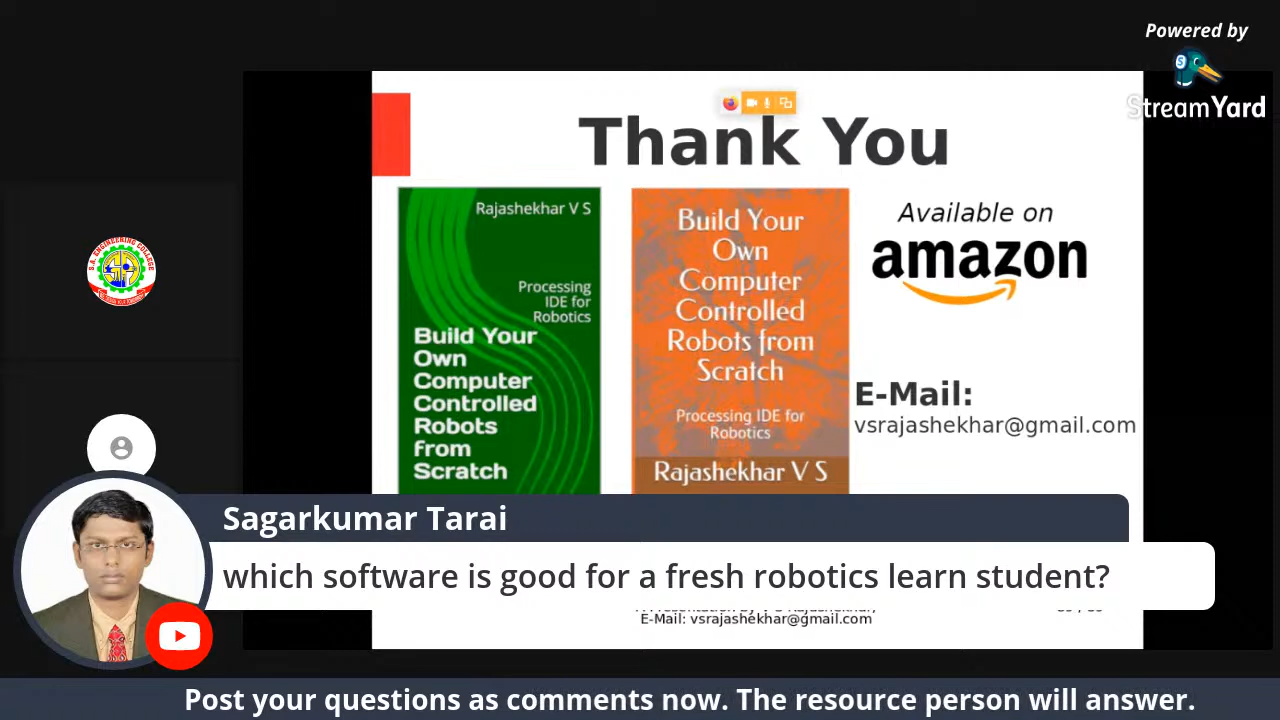 Powered by
StreamYard
Thank You
Rajashekhar V S
Processing
IDE for
Robotics
Build Your
Own
Computer
Controlled
Robots
from
Scratch
Build Your
Own
Computer
Controlled
Robots from
Scratch
Processing IDE for
Robotics
Rajashekhar V S
Available on
amazon
E-Mail:
vsrajashekhar@gmail.com
S.A. ENGINEERING COLLEGE
Sagarkumar Tarai
which software is good for a fresh robotics learn student?
E-Mail: vsrajashekhar@gmail.com
Post your questions as comments now. The resource person will answer.